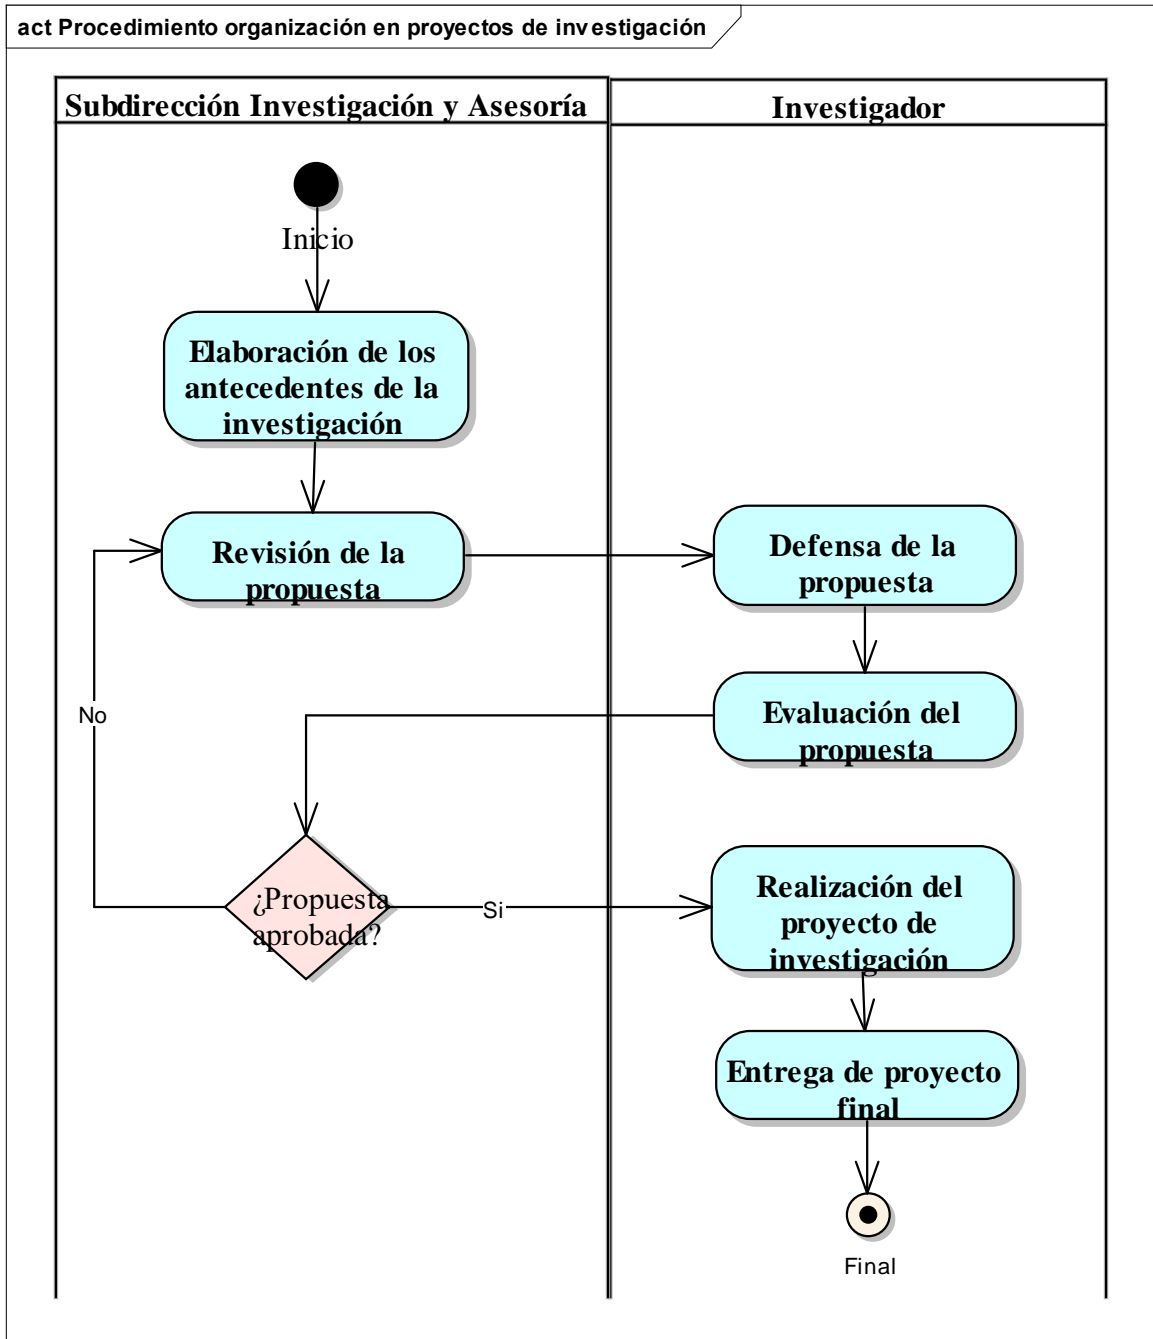 act Procedimiento organización en proyectos de investigación
Subdirección Investigación y Asesoría
Investigador
Inicio
Elaboración de los
antecedentes de la
investigación
Revisión de la
propuesta
Defensa de la
propuesta
Evaluación del
propuesta
No
¿Propuesta
aprobada?
Si
Realización del
proyecto de
investigación
Entrega de proyecto
final
Final